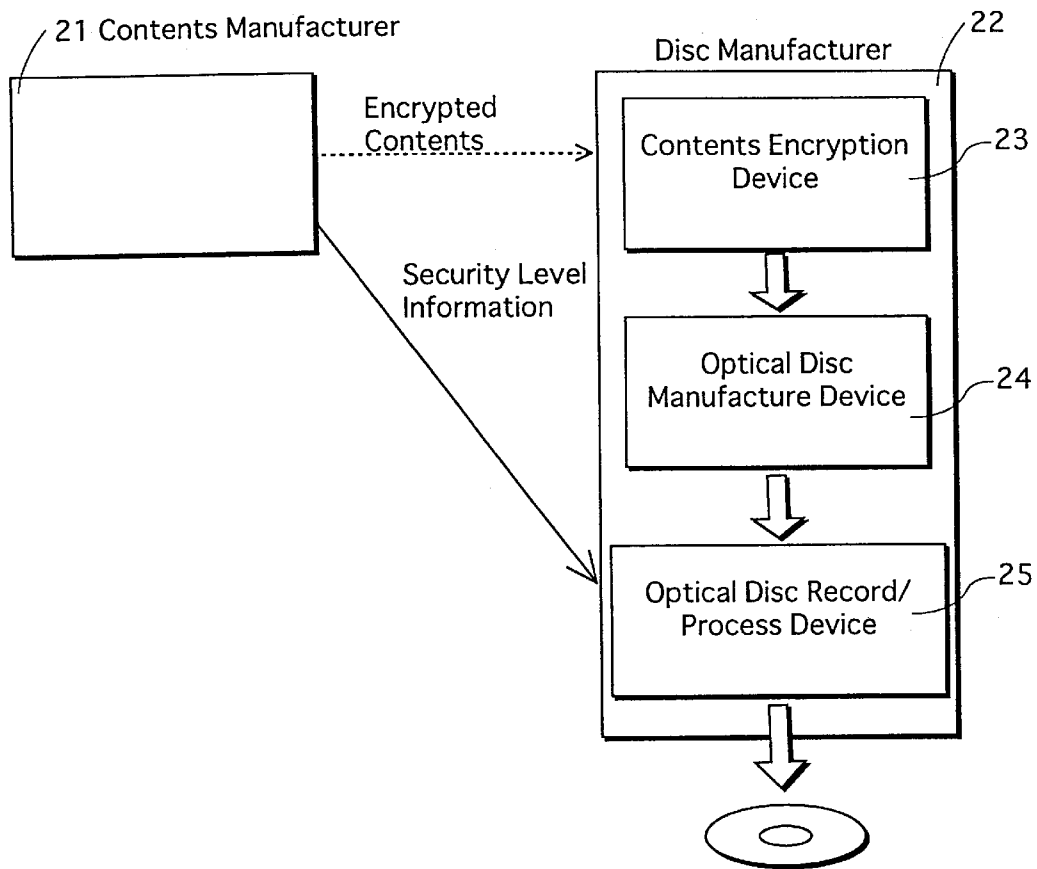 21 Contents Manufacturer
22
Disc Manufacturer
Encrypted
Contents
Contents Encryption
Device
23
Security Level
Information
Optical Disc
Manufacture Device
24
Optical Disc Record/
Process Device
25